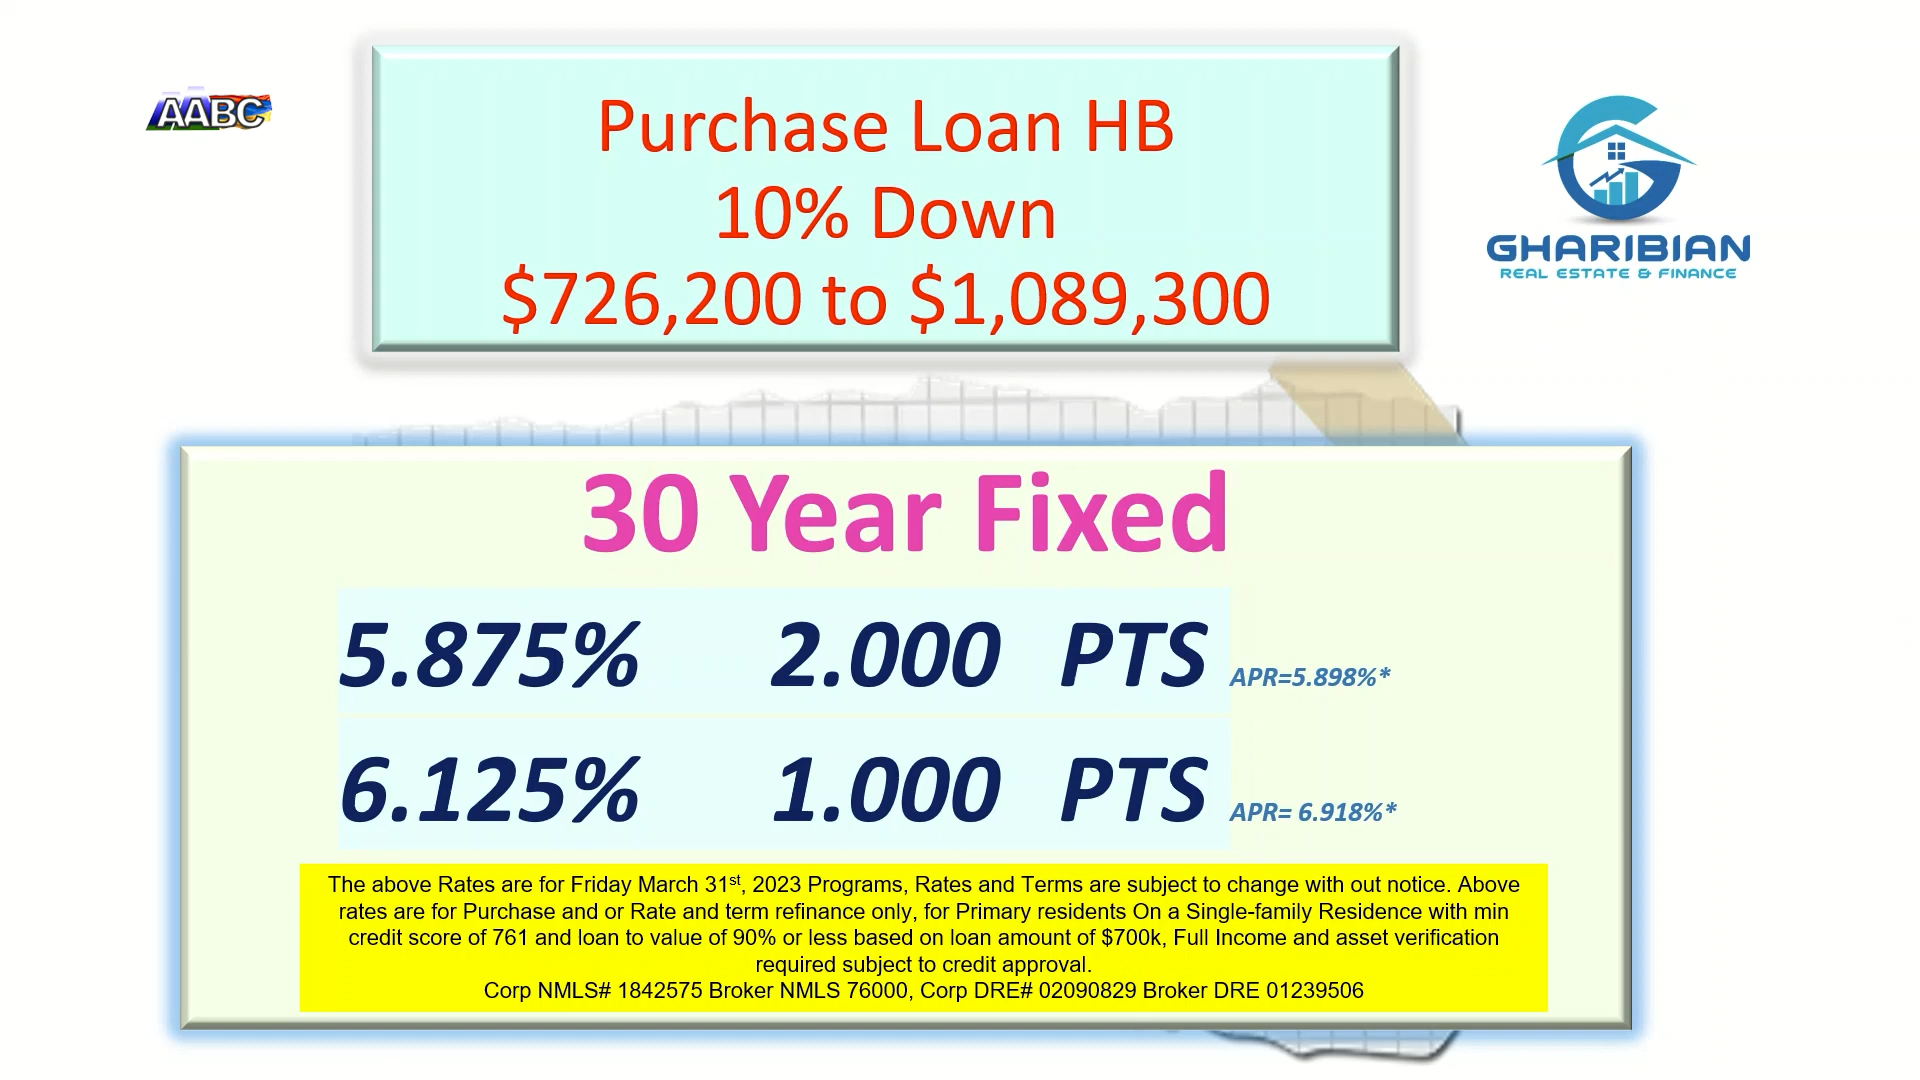 AABC
Purchase Loan HB
10% Down
$726,200 to $1,089,300
GHARIBIAN
REAL ESTATE & FINANCE
30 Year Fixed
5.875% 2.000 PTS APR=5.898%*
6.125% 1.000 PTS APR= 6.918%*
The above Rates are for Friday March 31st, 2023 Programs, Rates and Terms are subject to change with out notice. Above
rates are for Purchase and or Rate and term refinance only, for Primary residents On a Single-family Residence with min
credit score of 761 and loan to value of 90% or less based on loan amount of $700k, Full Income and asset verification
required subject to credit approval.
Corp NMLS# 1842575 Broker NMLS 76000, Corp DRE# 02090829 Broker DRE 01239506